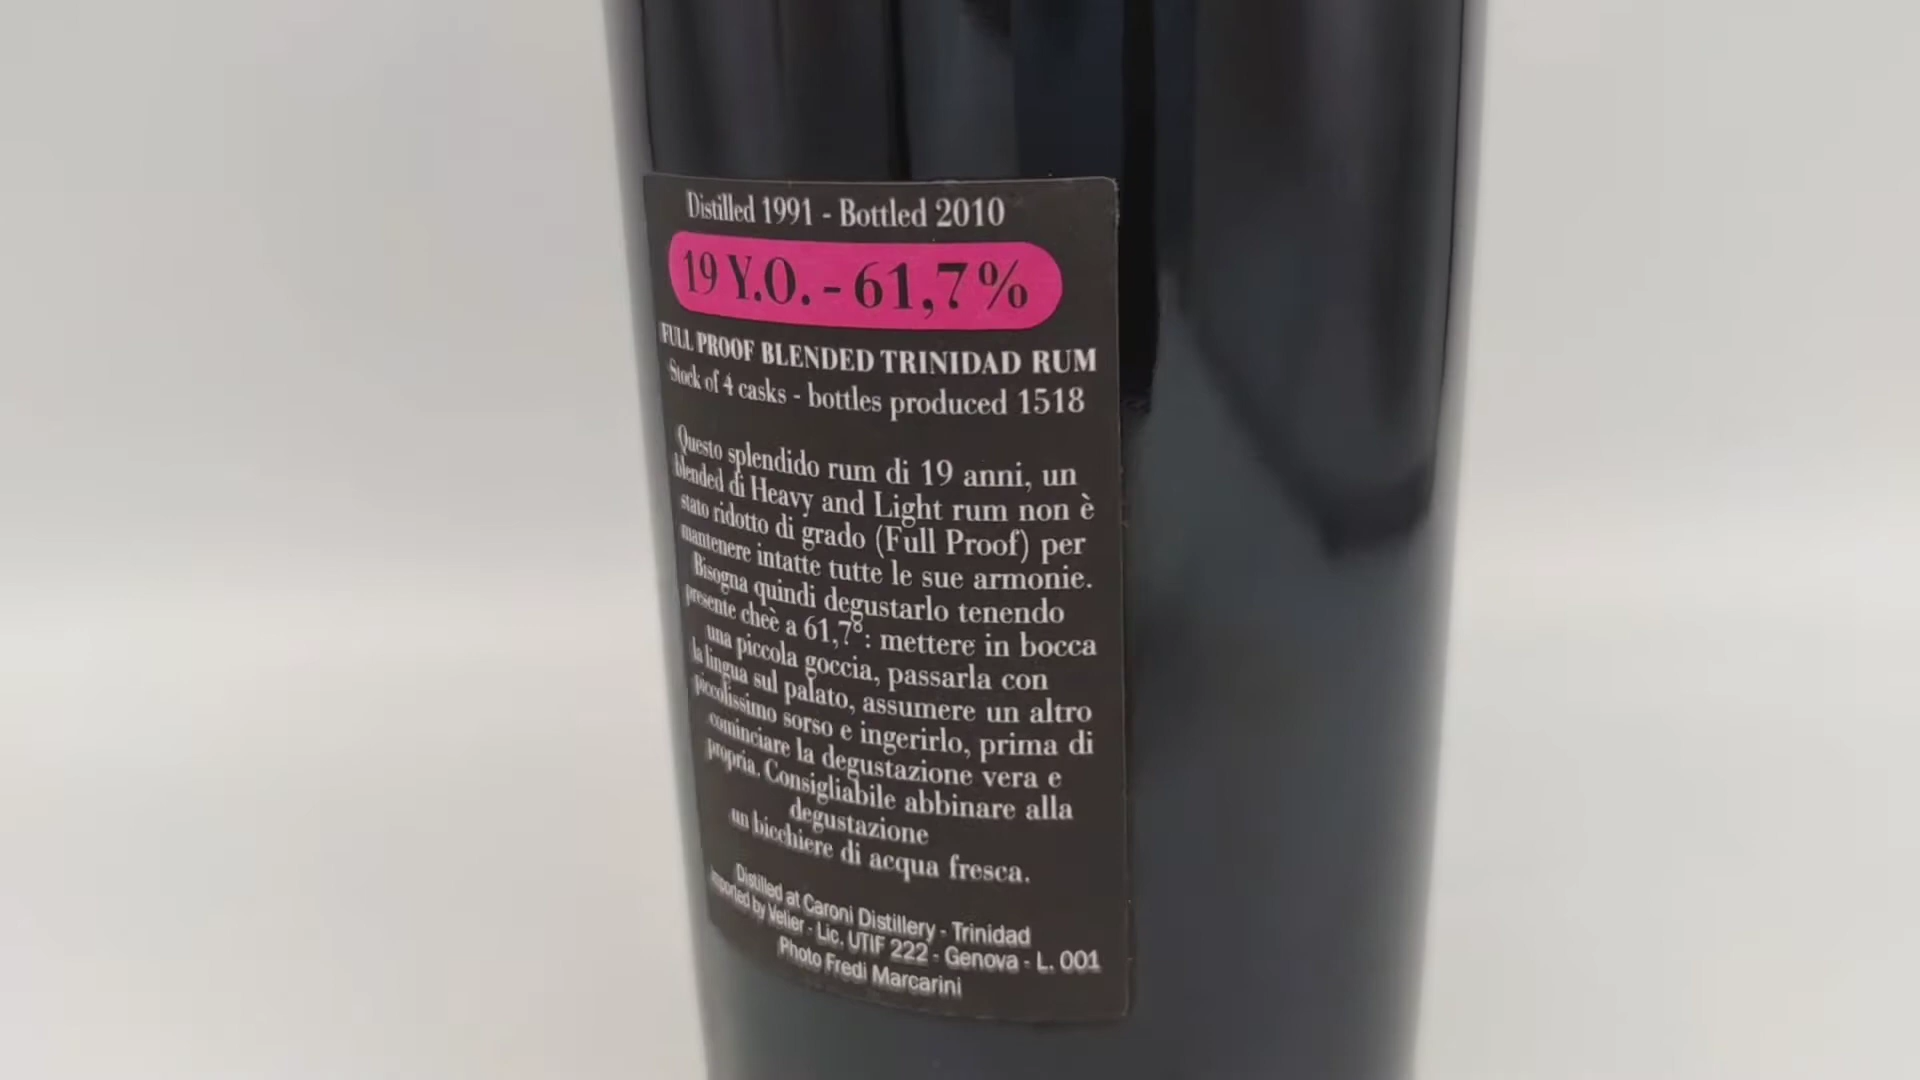 Distilled 1991 - Bottled 2010
19 Y.O. - 61,7%
FULL PROOF BLENDED TRINIDAD RUM
Stock of 4 casks - bottles produced 1518
Questo splendido rum di 19 anni, un
blended di Heavy and Light rum non è
stato ridotto di grado (Full Proof) per
mantenere intatte tutte le sue armonie.
Bisogna quindi degustarlo tenendo
presente cheè a 61,7°: mettere in bocca
una piccola goccia, passarla con
la lingua sul palato, assumere un altro
piccolissimo sorso e ingerirlo, prima di
cominciare la degustazione vera e
propria. Consigliabile abbinare alla
degustazione
un bicchiere di acqua fresca.
Distilled at Caroni Distillery - Trinidad
Imported by Velier - Lic. UTIF 222 - Genova - L. 001
Photo Fredi Marcarini